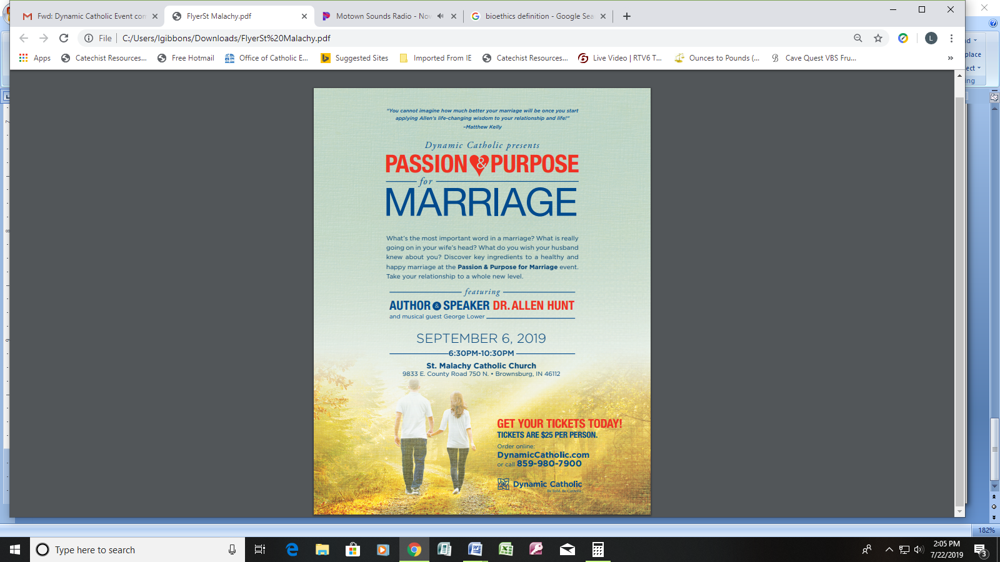 Fwd: Dynamic Catholic Event con
FlyerSt Malachy.pdf
Motown Sounds Radio - Nov
bioethics definition - Google Sea
File
C:/Users/lgibbons/Downloads/FlyerSt%20Malachy.pdf
L
Apps
Catechist Resources...
Free Hotmail
Office of Catholic E...
Suggested Sites
Imported From IE
Catechist Resources...
Live Video | RTV6 T...
Ounces to Pounds (...
Cave Quest VBS Fru...
»
"You cannot imagine how much better your marriage will be once you start
applying Allen's life-changing wisdom to your relationship and life!"
–Matthew Kelly
Dynamic Catholic presents
PASSION & PURPOSE
for
MARRIAGE
What's the most important word in a marriage? What is really
going on in your wife's head? What do you wish your husband
knew about you? Discover key ingredients to a healthy and
happy marriage at the Passion & Purpose for Marriage event.
Take your relationship to a whole new level.
featuring
AUTHOR & SPEAKER DR. ALLEN HUNT
and musical guest George Lower
SEPTEMBER 6, 2019
6:30PM-10:30PM
St. Malachy Catholic Church
9833 E. County Road 750 N. • Brownsburg, IN 46112
GET YOUR TICKETS TODAY!
TICKETS ARE $25 PER PERSON.
Order online:
DynamicCatholic.com
or call 859-980-7900
Dynamic Catholic
Be Bold. Be Catholic.
182%
Type here to search
2:05 PM
7/22/2019
3